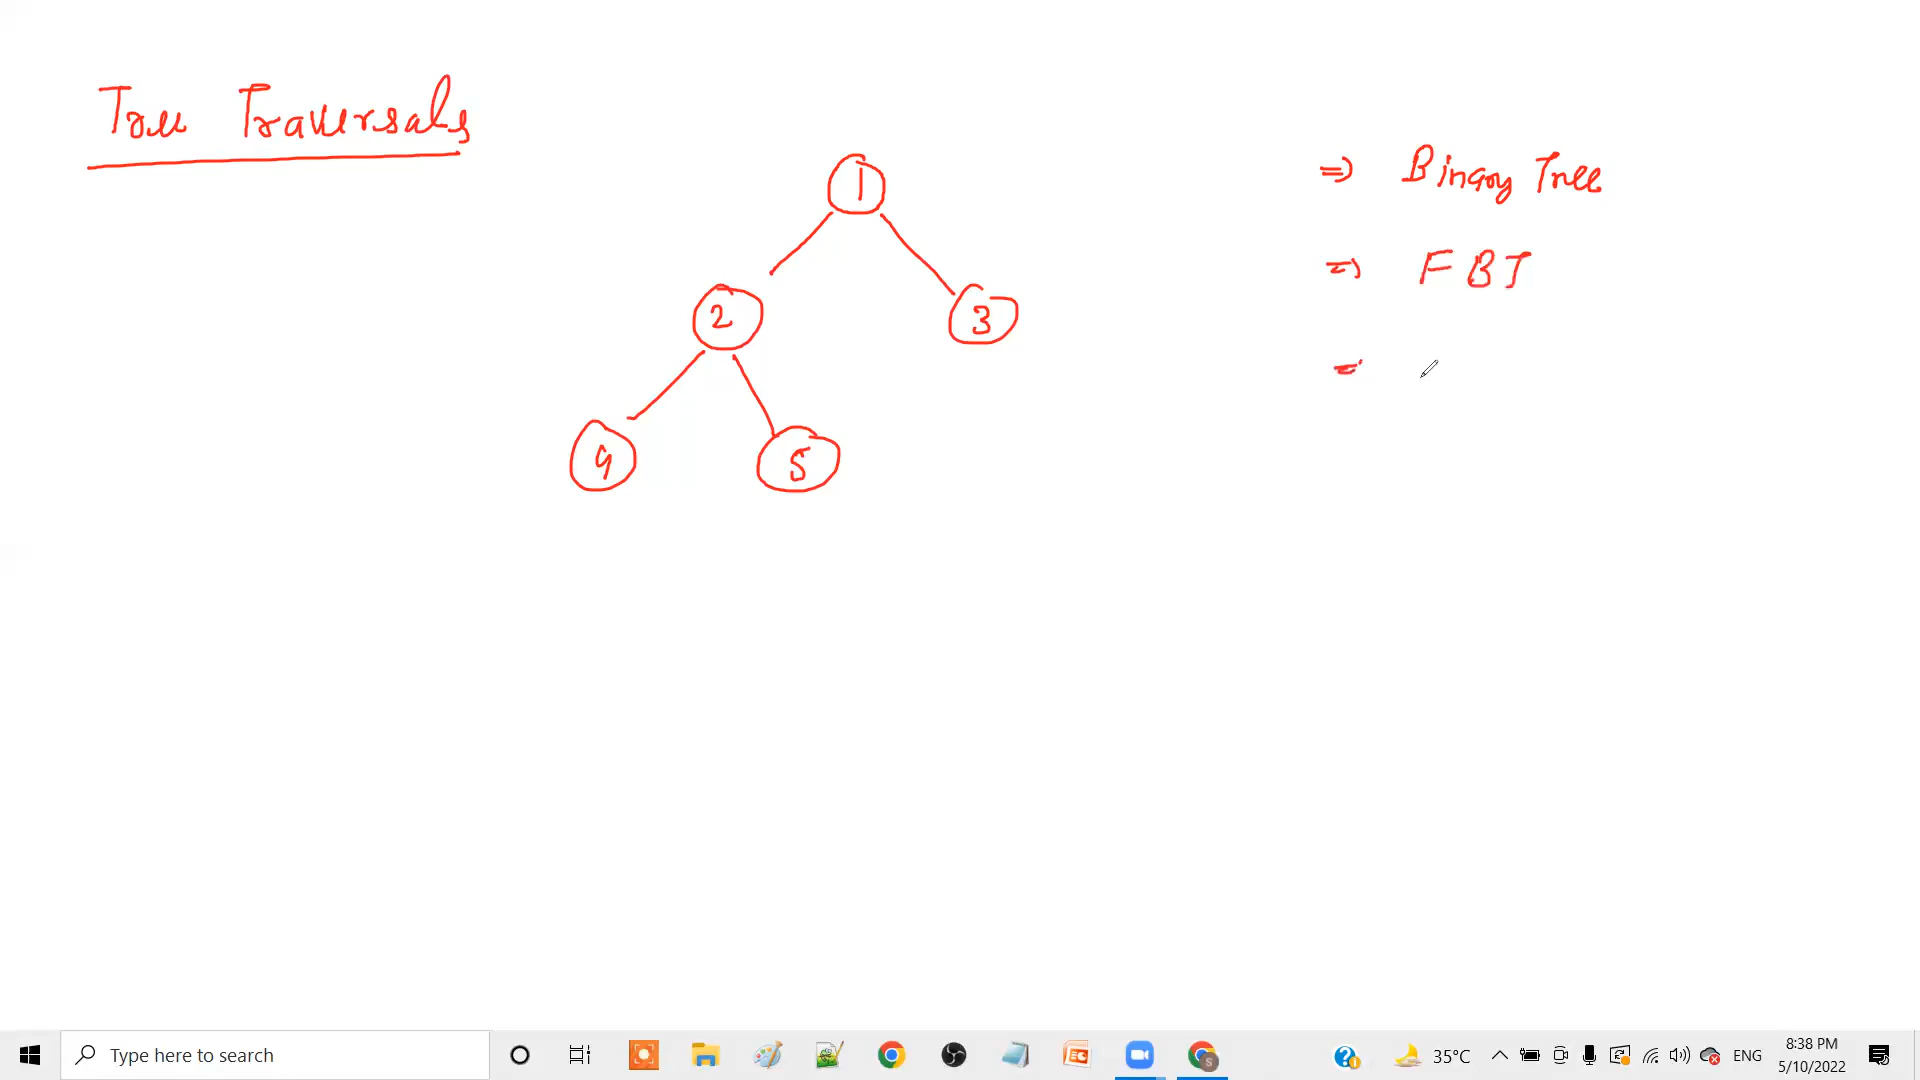 Tree Traversals
1
2
3
4
5
=> Binary Tree
=> FBT
=
Type here to search
35°C
ENG
8:38 PM
5/10/2022